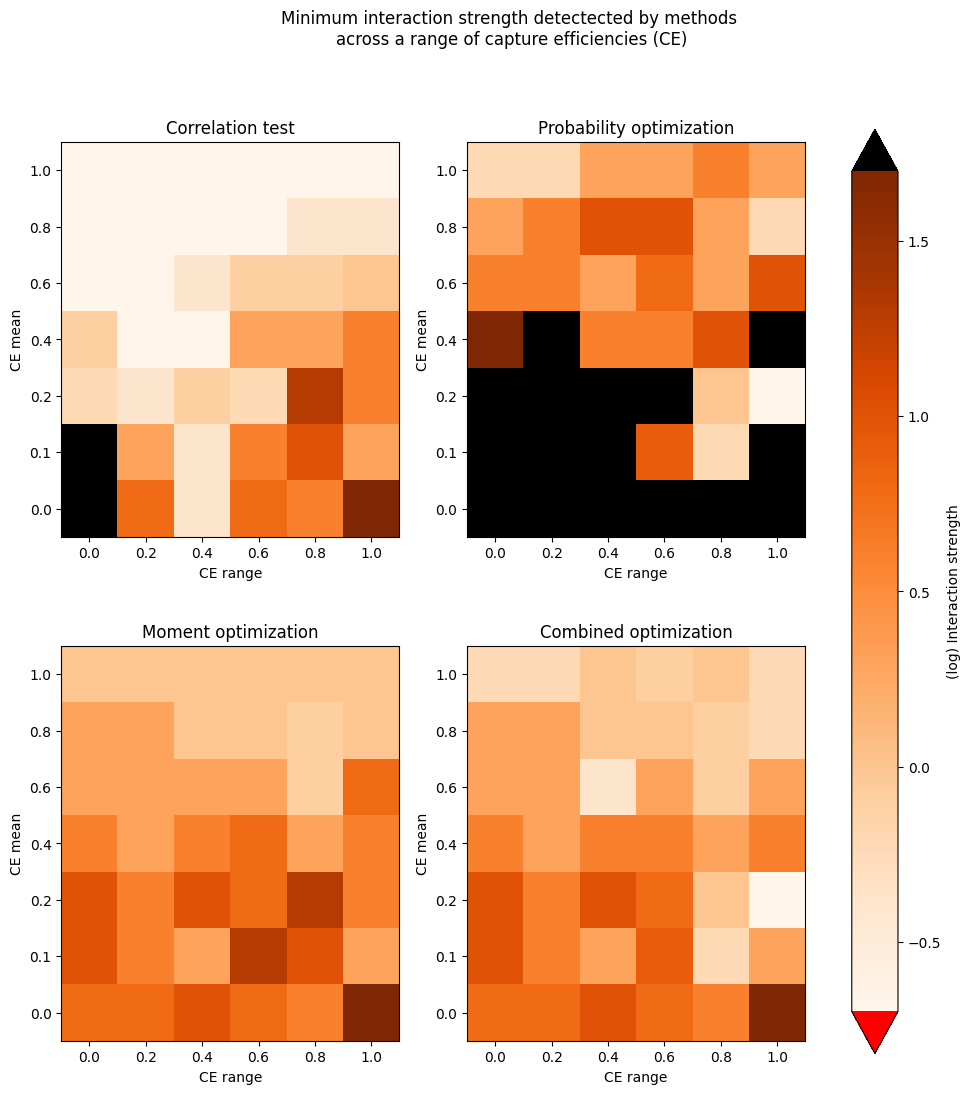 Minimum interaction strength detectected by methods
across a range of capture efficiencies (CE)
Correlation test
1.0
0.8
0.6
0.4
0.2
0.1
0.0
CE mean
0.0 0.2 0.4 0.6 0.8 1.0
CE range
Probability optimization
1.0
0.8
0.6
0.4
0.2
0.1
0.0
CE mean
0.0 0.2 0.4 0.6 0.8 1.0
CE range
Moment optimization
1.0
0.8
0.6
0.4
0.2
0.1
0.0
CE mean
0.0 0.2 0.4 0.6 0.8 1.0
CE range
Combined optimization
1.0
0.8
0.6
0.4
0.2
0.1
0.0
CE mean
0.0 0.2 0.4 0.6 0.8 1.0
CE range
1.5
1.0
0.5
0.0
−0.5
(log) Interaction strength